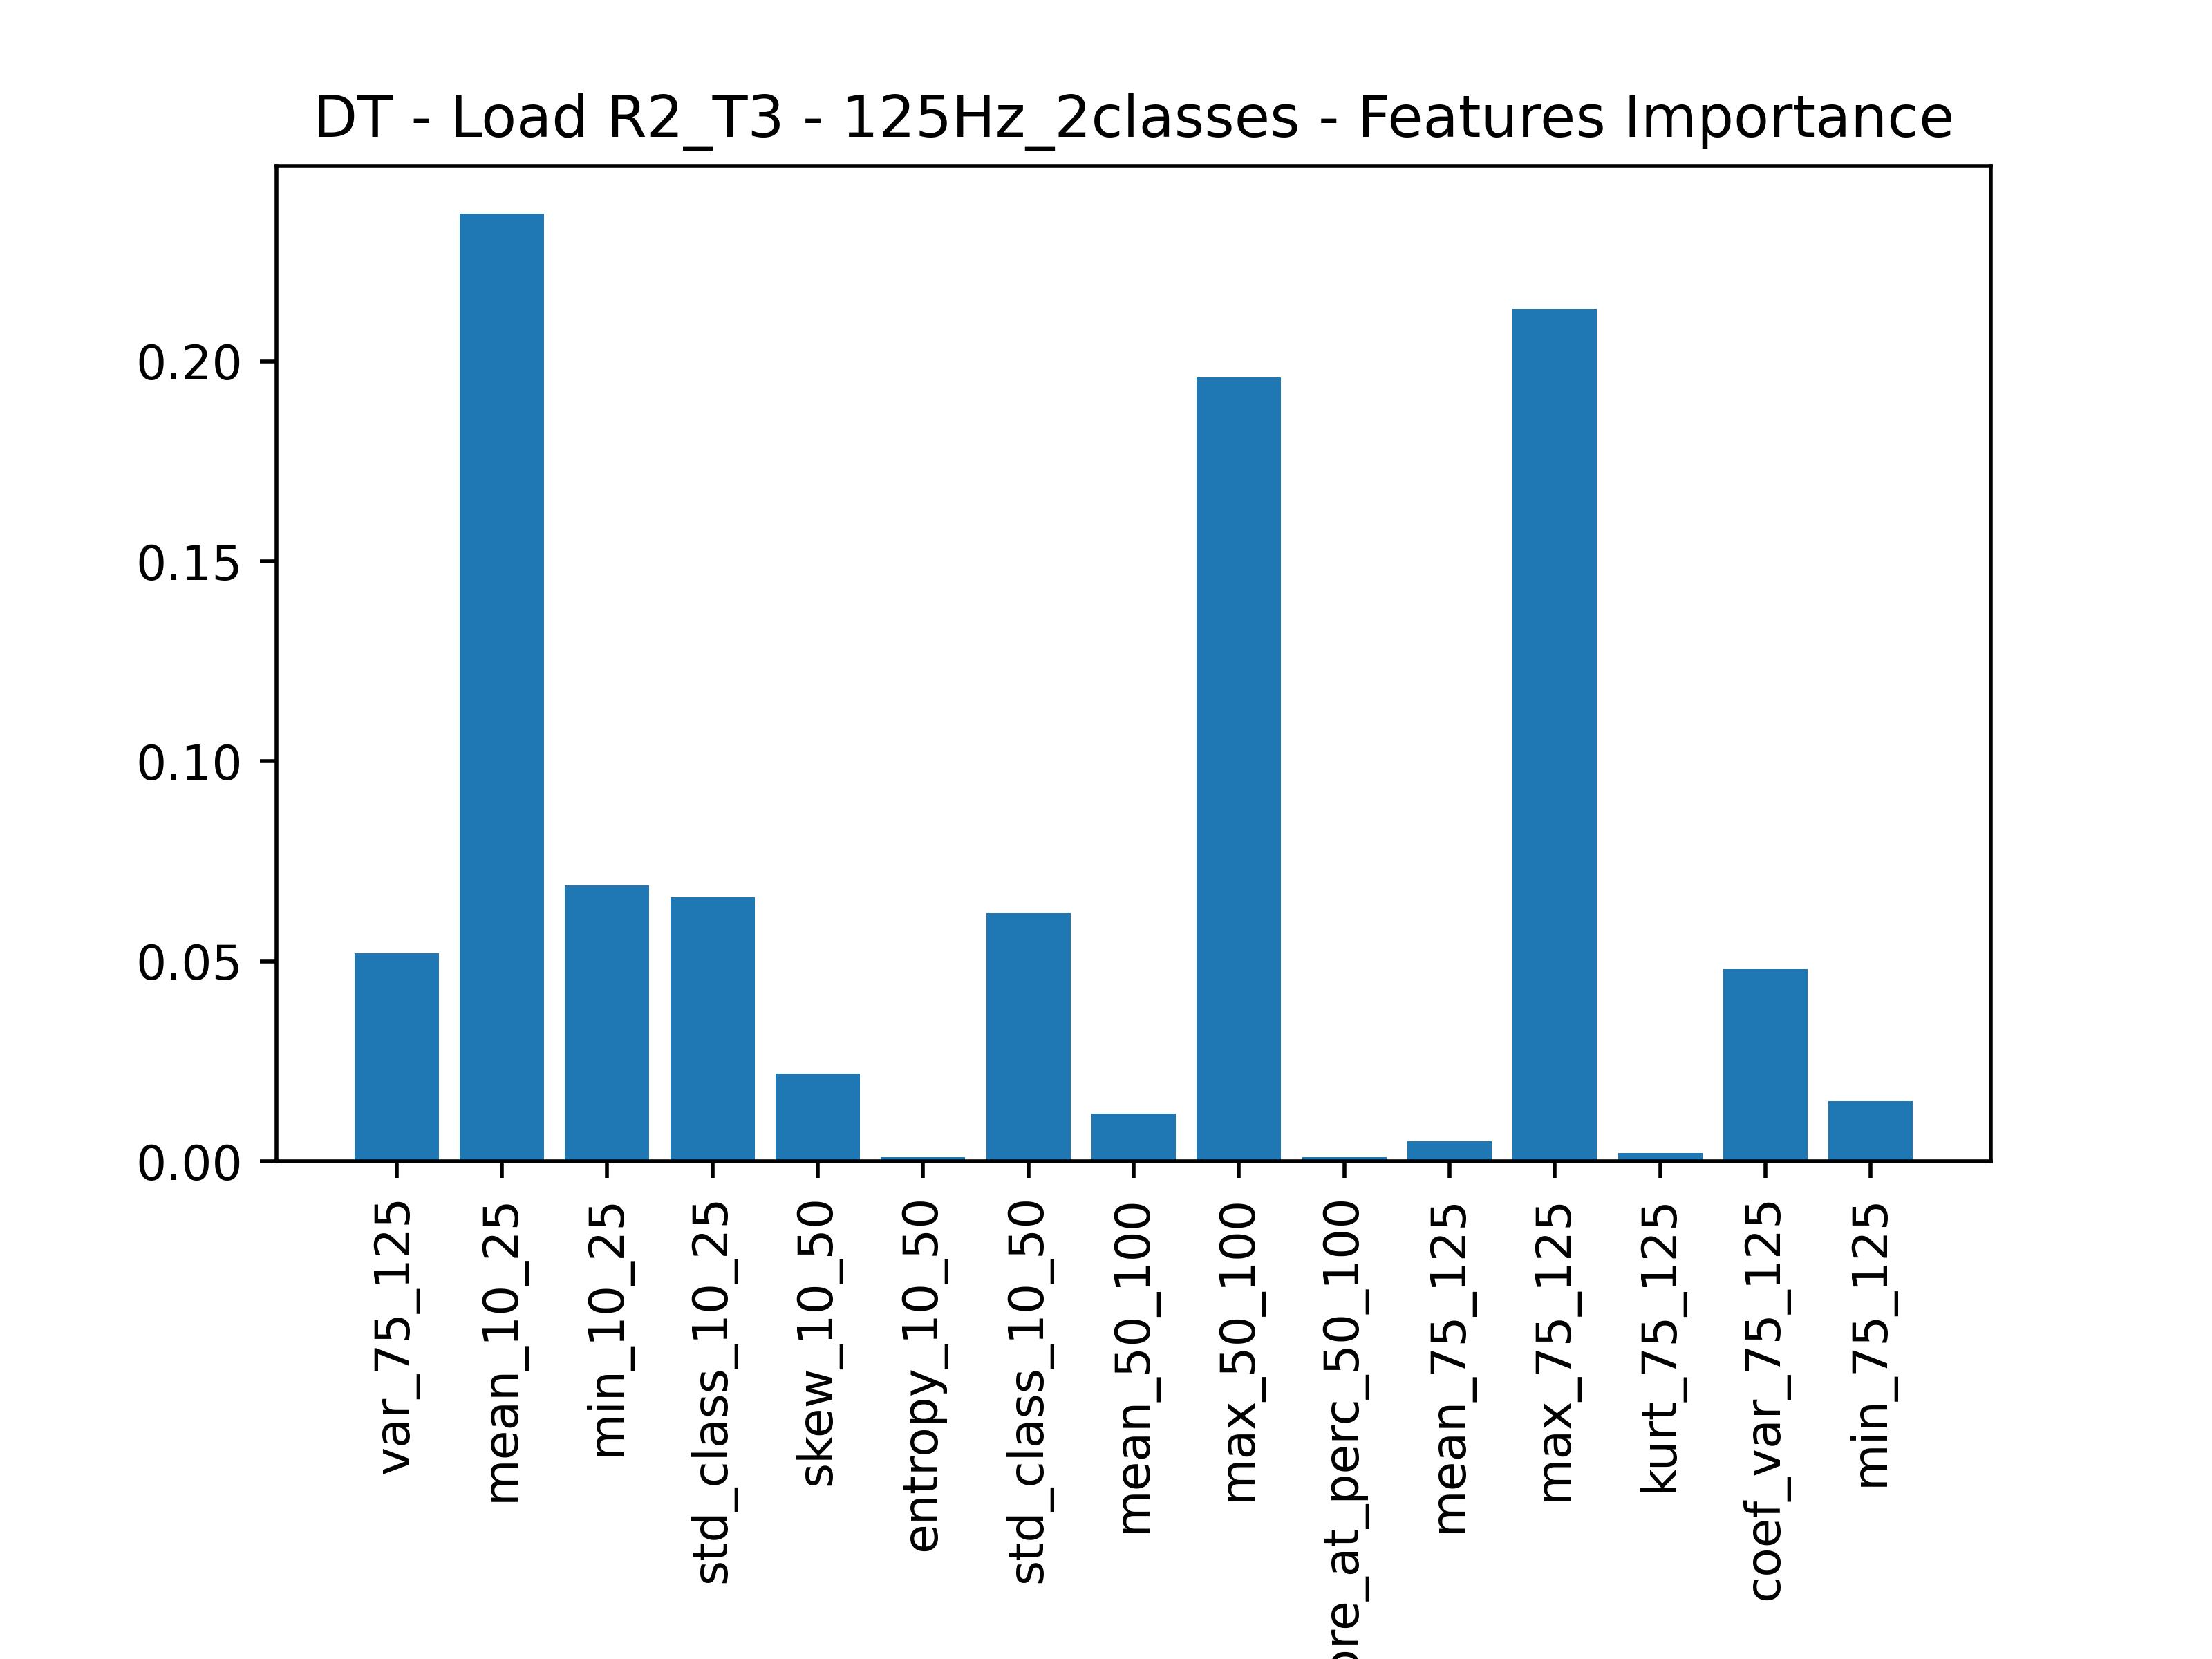 DT - Load R2_T3 - 125Hz_2classes - Features Importance
0.20
0.15
0.10
0.05
0.00
var_75_125
mean_10_25
min_10_25
std_class_10_25
skew_10_50
entropy_10_50
std_class_10_50
mean_50_100
max_50_100
ore_at_perc_50_100
mean_75_125
max_75_125
kurt_75_125
coef_var_75_125
min_75_125